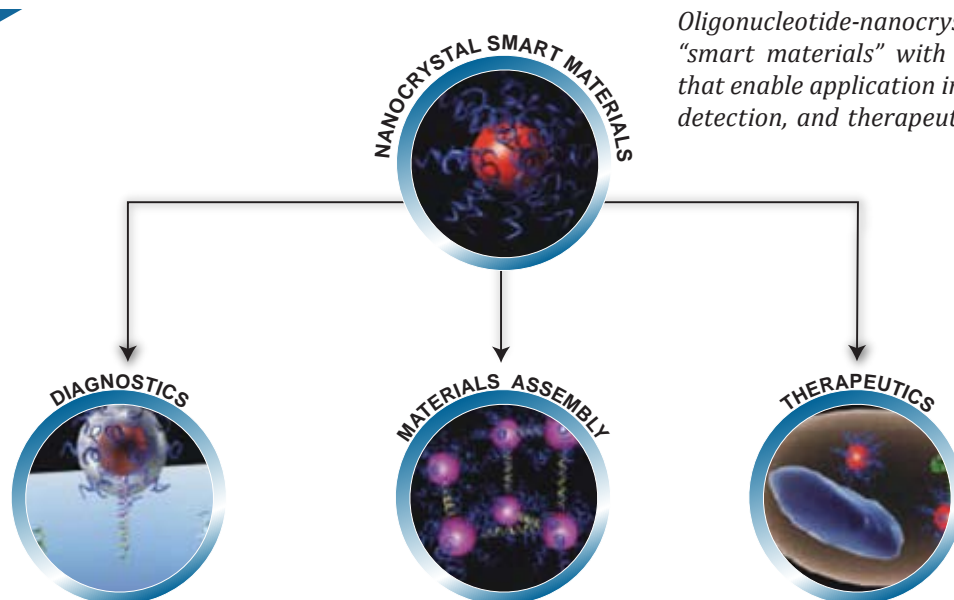 Oligonucleotide-nanocrys
“smart materials” with
that enable application in
detection, and therapeut
NANOCRYSTAL SMART MATERIALS
DIAGNOSTICS
MATERIALS ASSEMBLY
THERAPEUTICS